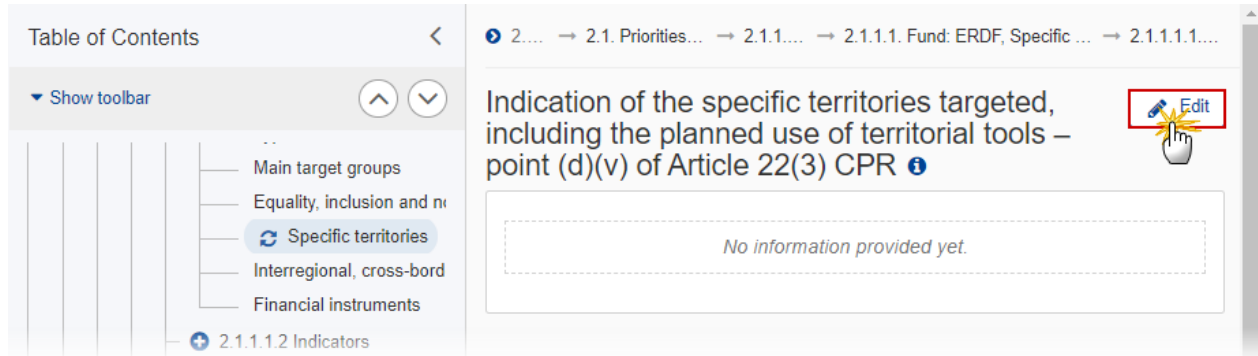 Table of Contents
2.... → 2.1. Priorities... → 2.1.1.... → 2.1.1.1. Fund: ERDF, Specific ... → 2.1.1.1.1....
Show toolbar
Indication of the specific territories targeted,
including the planned use of territorial tools –
point (d)(v) of Article 22(3) CPR
Edit
Main target groups
Equality, inclusion and
Specific territories
Interregional, cross-bord
Financial instruments
2.1.1.1.2 Indicators
No information provided yet.